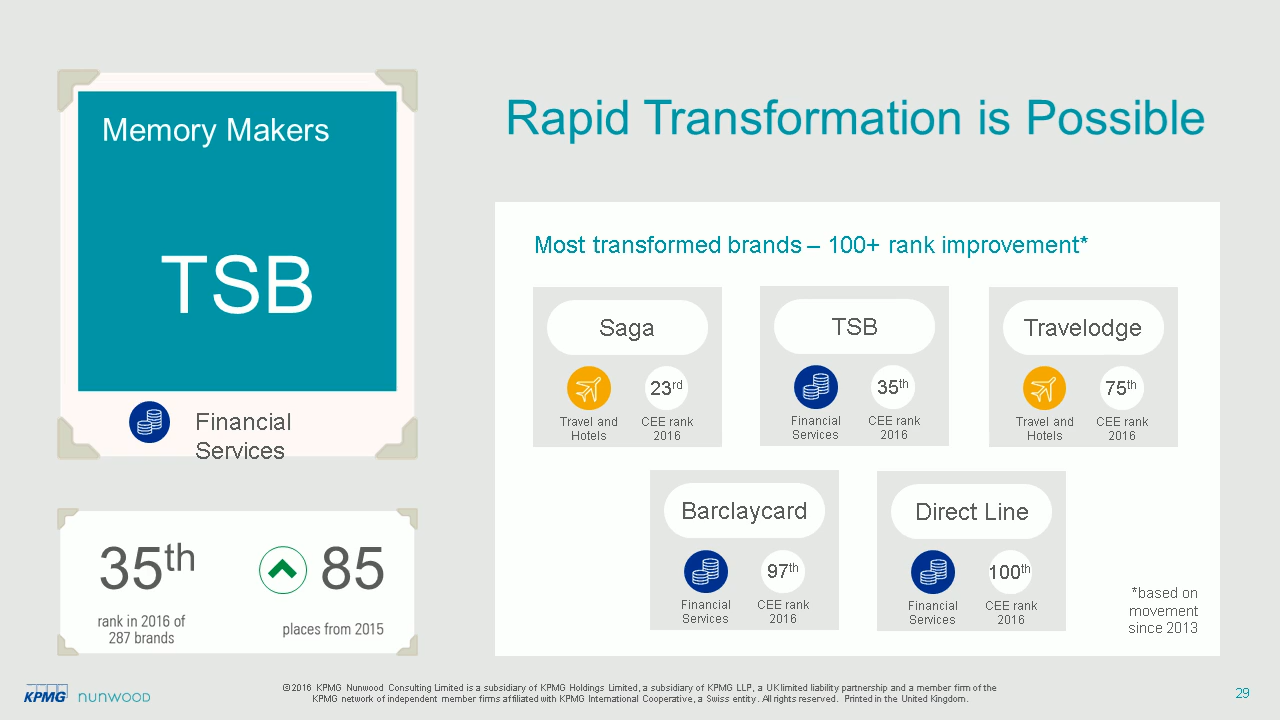 Memory Makers
TSB
Financial
Services
35th
rank in 2016 of
287 brands
85
places from 2015
Rapid Transformation is Possible
Most transformed brands – 100+ rank improvement*
Saga
23rd
Travel and
Hotels
CEE rank
2016
TSB
35th
Financial
Services
CEE rank
2016
Travelodge
75th
Travel and
Hotels
CEE rank
2016
Barclaycard
97th
Financial
Services
CEE rank
2016
Direct Line
100th
Financial
Services
CEE rank
2016
*based on
movement
since 2013
KPMG nunwood
©2016 KPMG Nunwood Consulting Limited is a subsidiary of KPMG Holdings Limited, a subsidiary of KPMG LLP, a UK limited liability partnership and a member firm of the
KPMG network of independent member firms affiliated with KPMG International Cooperative, a Swiss entity. All rights reserved. Printed in the United Kingdom.
29